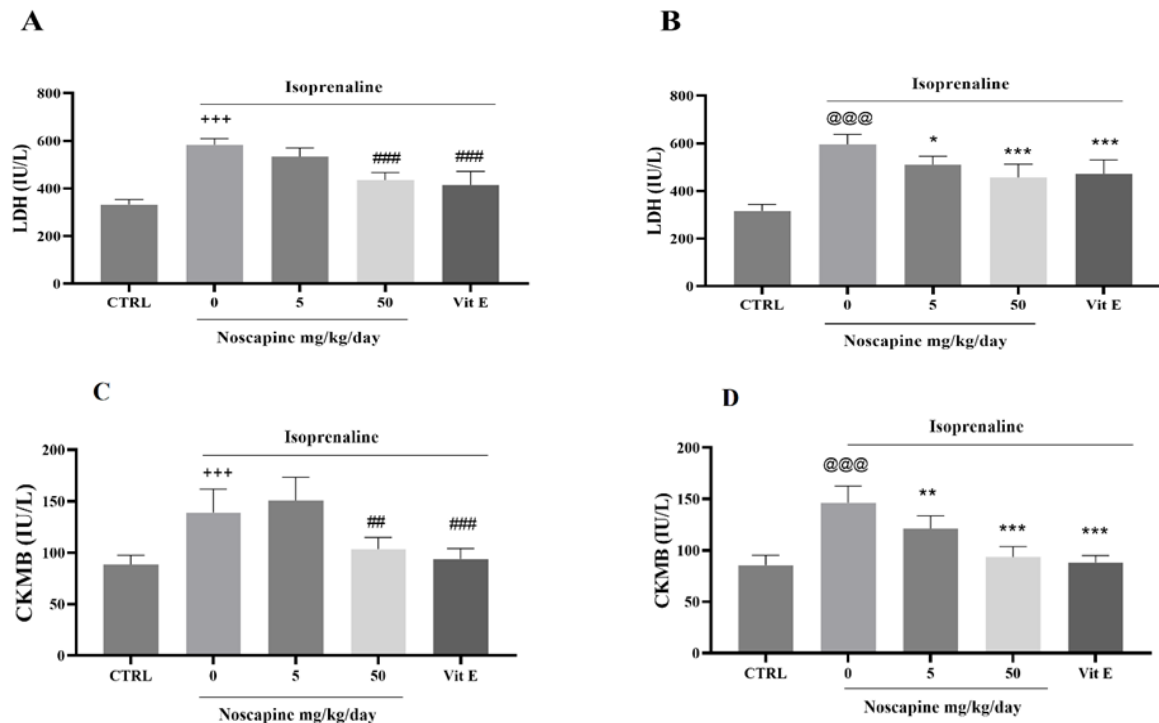 A
Isoprenaline
+++
###
###
LDH (IU/L)
800
600
400
200
0
CTRL
0
5
50
Vit E
Noscapine mg/kg/day
B
Isoprenaline
@@@
*
***
***
LDH (IU/L)
800
600
400
200
0
CTRL
0
5
50
Vit E
Noscapine mg/kg/day
C
Isoprenaline
+++
##
###
CKMB (IU/L)
200
150
100
50
0
CTRL
0
5
50
Vit E
Noscapine mg/kg/day
D
Isoprenaline
@@@
**
***
***
CKMB (IU/L)
200
150
100
50
0
CTRL
0
5
50
Vit E
Noscapine mg/kg/day